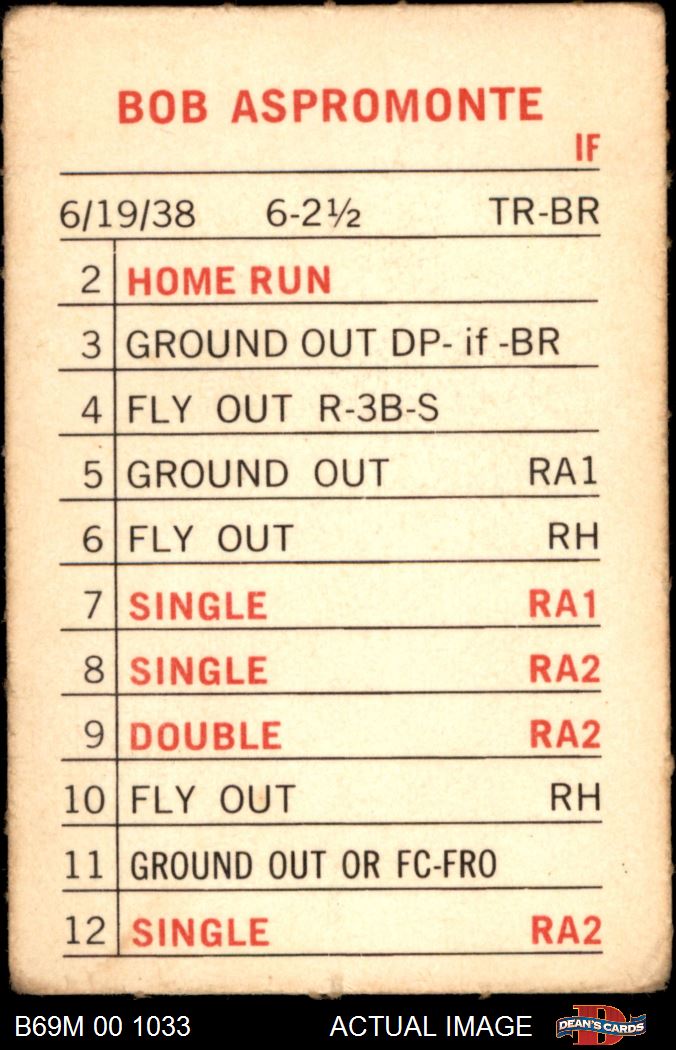 BOB ASPROMONTE
IF
6/19/38 6-2½ TR-BR
2 HOME RUN
3 GROUND OUT DP- if -BR
4 FLY OUT R-3B-S
5 GROUND OUT RA1
6 FLY OUT RH
7 SINGLE RA1
8 SINGLE RA2
9 DOUBLE RA2
10 FLY OUT RH
11 GROUND OUT OR FC-FRO
12 SINGLE RA2
B69M 00 1033 ACTUAL IMAGE D DEAN'S CARDS